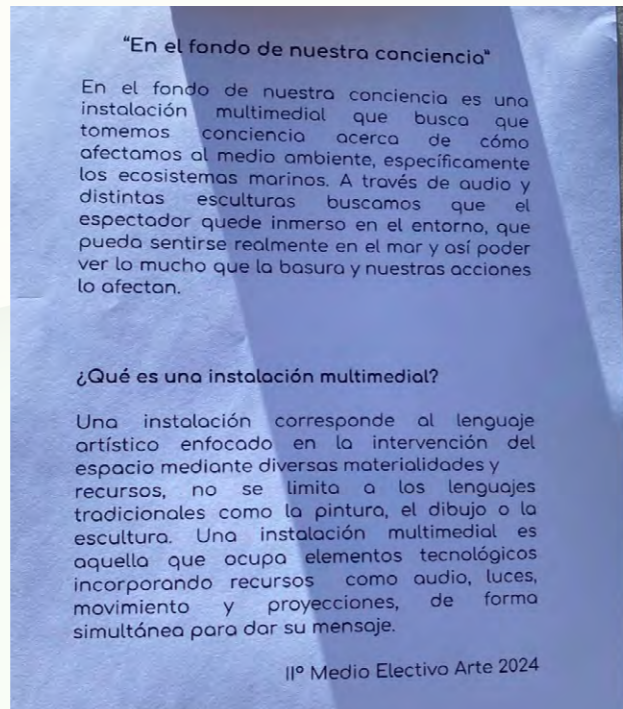 "En el fondo de nuestra conciencia"
En el fondo de nuestra conciencia es una
instalación multimedial que busca que
tomemos conciencia acerca de cómo
afectamos al medio ambiente, específicamente
los ecosistemas marinos. A través de audio y
distintas esculturas buscamos que el
espectador quede inmerso en el entorno, que
pueda sentirse realmente en el mar y así poder
ver lo mucho que la basura y nuestras acciones
lo afectan.
¿Qué es una instalación multimedial?
Una instalación corresponde al lenguaje
artístico enfocado en la intervención del
espacio mediante diversas materialidades y
recursos, no se limita a los lenguajes
tradicionales como la pintura, el dibujo o la
escultura. Una instalación multimedial es
aquella que ocupa elementos tecnológicos
incorporando recursos como audio, luces,
movimiento y proyecciones, de forma
simultánea para dar su mensaje.
IIº Medio Electivo Arte 2024